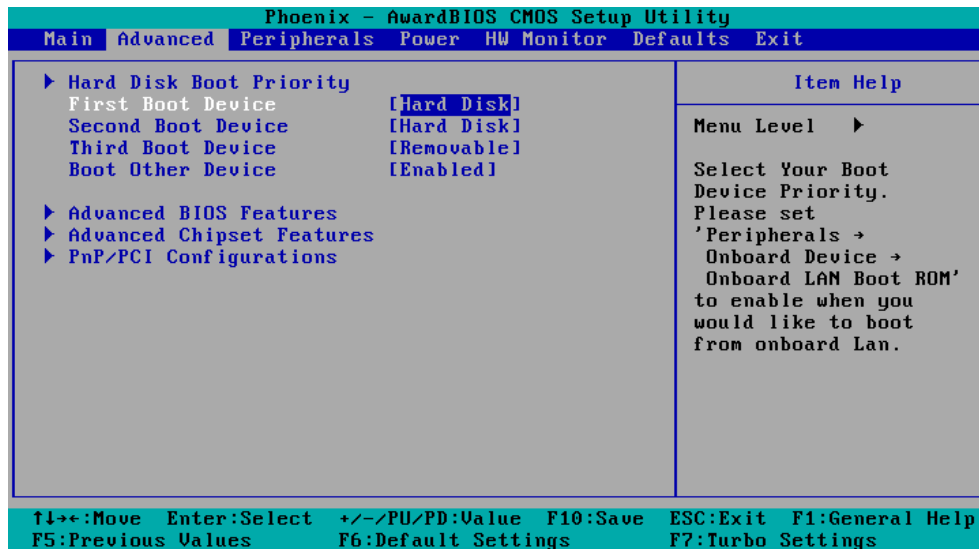 Phoenix - AwardBIOS CMOS Setup Utility
Main Advanced Peripherals Power HW Monitor Defaults Exit
Hard Disk Boot Priority
First Boot Device [Hard Disk]
Second Boot Device [Hard Disk]
Third Boot Device [Removable]
Boot Other Device [Enabled]
Advanced BIOS Features
Advanced Chipset Features
PnP/PCI Configurations
Item Help
Menu Level
Select Your Boot
Device Priority.
Please set
'Peripherals →
Onboard Device →
Onboard LAN Boot ROM'
to enable when you
would like to boot
from onboard Lan.
↑↓→←:Move Enter:Select +/-/PU/PD:Value F10:Save ESC:Exit F1:General Help
F5:Previous Values F6:Default Settings F7:Turbo Settings